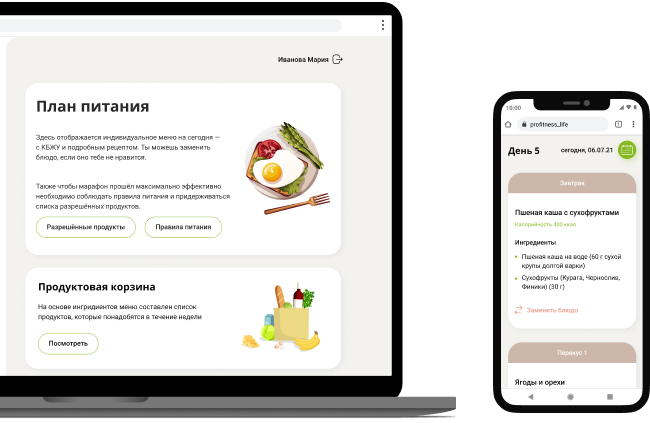 Иванова Мария
План питания
Здесь отображается индивидуальное меню на сегодня —
с КБЖУ и подробным рецептом. Ты можешь заменить
блюдо, если оно тебе не нравится.
Также чтобы марафон прошёл максимально эффективно
необходимо соблюдать правила питания и придерживаться
списка разрешённых продуктов.
Разрешённые продукты
Правила питания
Продуктовая корзина
На основе ингридиентов меню составлен список
продуктов, которые понадобятся в течение недели
Посмотреть
10:00
profitness_life
1
День 5
сегодня, 06.07.21
Завтрак
Пшеная каша с сухофруктами
Калорийность 400 ккал
Ингредиенты
Пшеная каша на воде (60 г сухой
крупы долгой варки)
Сухофрукты (Курага, Чернослив,
Финики) (30 г)
Заменить блюдо
Перекус 1
Ягоды и орехи